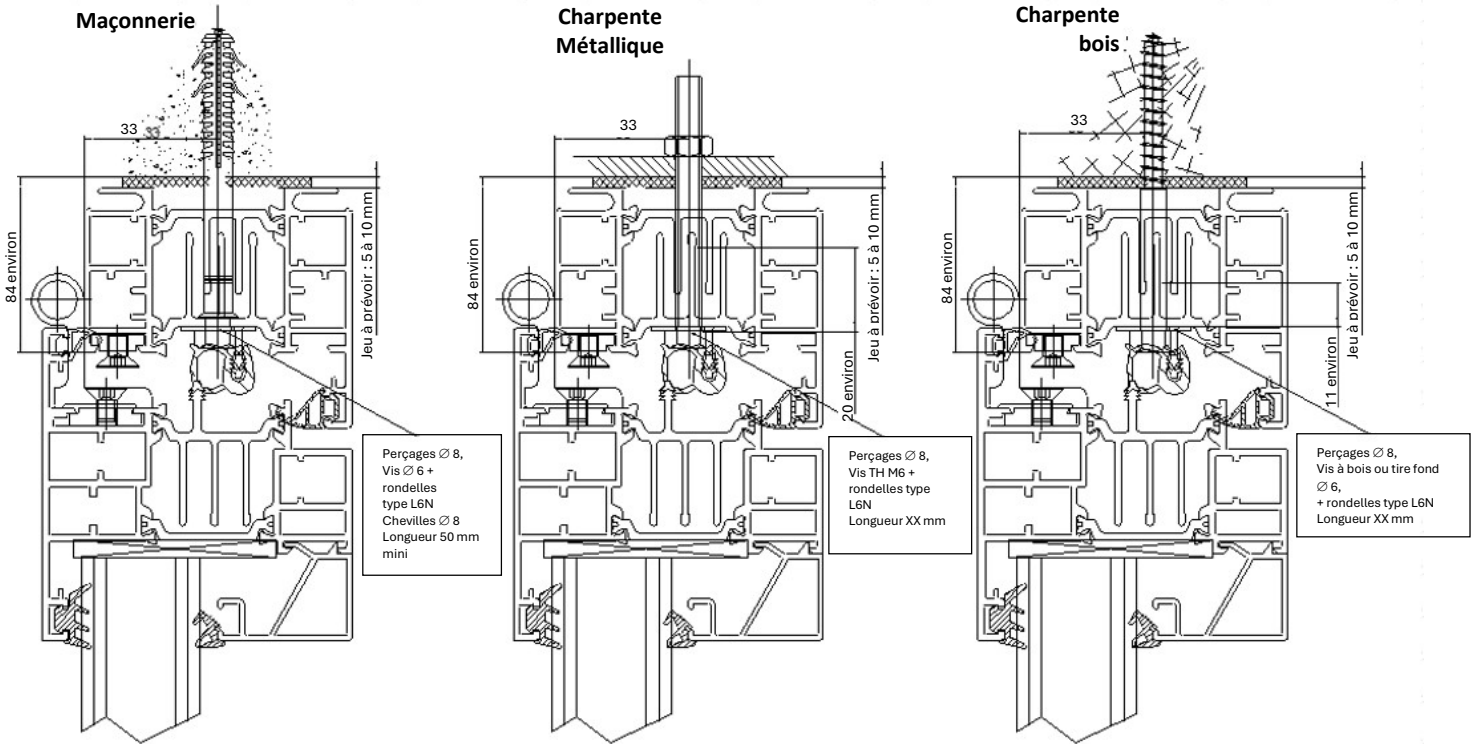 Maçonnerie
33 33
84 environ
Jeu à prévoir : 5 à 10 mm
Perçages ∅ 8,
Vis ∅ 6 +
rondelles
type L6N
Chevilles ∅ 8
Longueur 50 mm
mini
Charpente
Métallique
33
84 environ
Jeu à prévoir : 5 à 10 mm
20 environ
Perçages ∅ 8,
Vis TH M6 +
rondelles type
L6N
Longueur XX mm
Charpente
bois
33
84 environ
Jeu à prévoir : 5 à 10 mm
11 environ
Perçages ∅ 8,
Vis à bois ou tire fond
∅ 6,
+ rondelles type L6N
Longueur XX mm